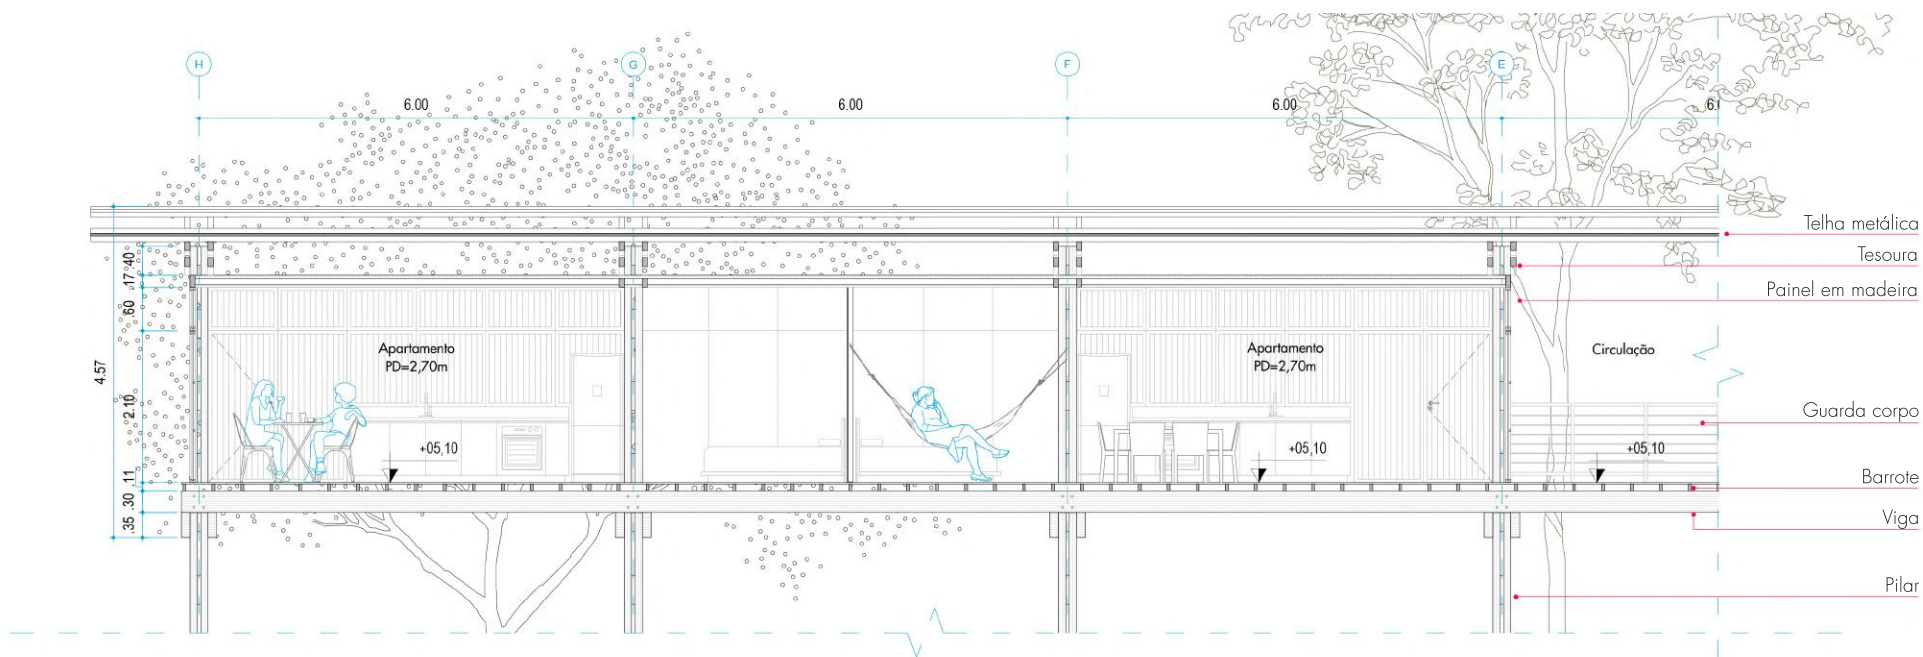 H
G
F
E
6.00
6.00
6.00
Telha metálica
Tesoura
Painel em madeira
Apartamento
PD=2,70m
Apartamento
PD=2,70m
Circulação
Guarda corpo
+05,10
+05,10
+05,10
Barrote
Viga
Pilar
4.57
.40
.17
.60
2.10
.11
.30
.35